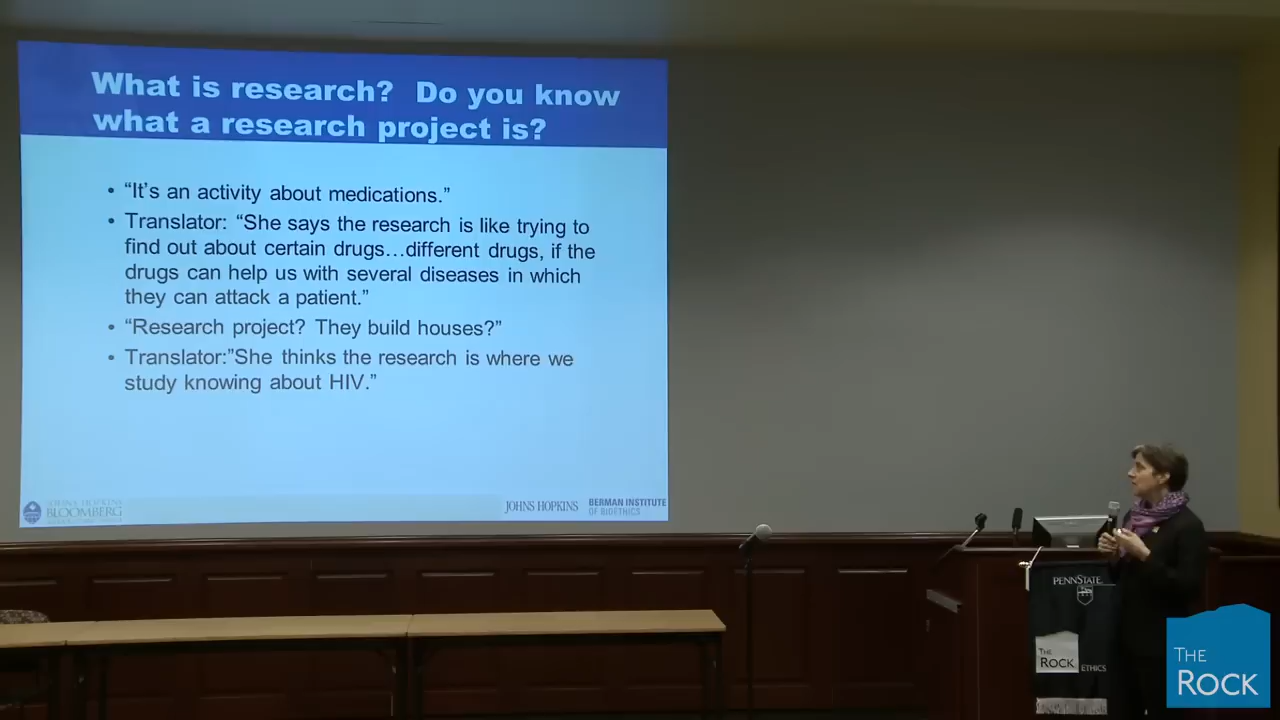 What is research?  Do you know
what a research project is?
• “It’s an activity about medications.”
• Translator: “She says the research is like trying to
find out about certain drugs…different drugs, if the
drugs can help us with several diseases in which
they can attack a patient.”
• “Research project?  They build houses?”
• Translator:”She thinks the research is where we
study knowing about HIV.”
JOHNS HOPKINS
BLOOMBERG
JOHNS HOPKINS
BERMAN INSTITUTE
OF BIOETHICS
PENNSTATE
THE
ROCK
ETHICS
THE
ROCK